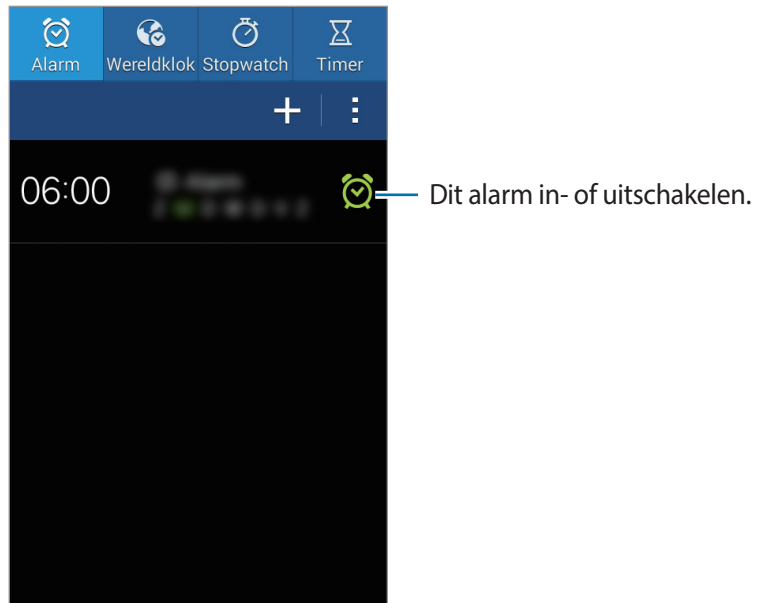 Alarm Wereldklok Stopwatch Timer
06:00
Dit alarm in- of uitschakelen.